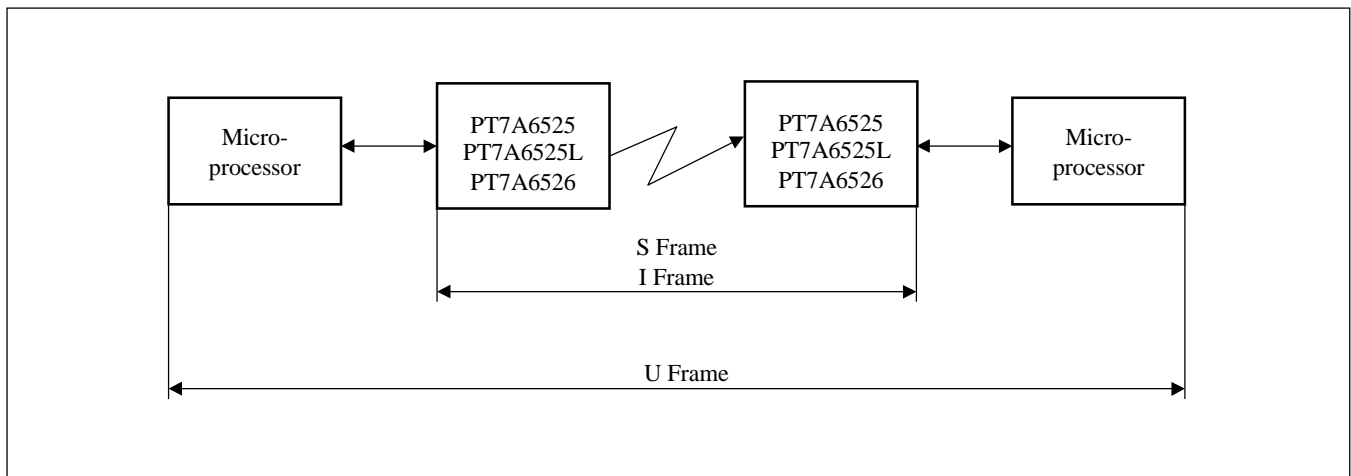 Micro-
processor
PT7A6525
PT7A6525L
PT7A6526
PT7A6525
PT7A6525L
PT7A6526
Micro-
processor
S Frame
I Frame
U Frame